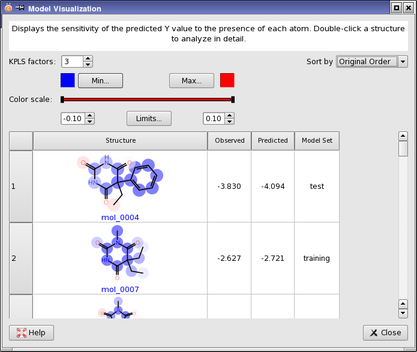 Model Visualization
Displays the sensitivity of the predicted Y value to the presence of each atom. Double-click a structure
to analyze in detail.
KPLS factors: 3
Sort by Original Order
Min...
Max...
Color scale:
-0.10
Limits...
0.10
Structure Observed Predicted Model Set
1 -3.830 -4.094 test
mol_0004
2 -2.627 -2.721 training
mol_0007
Help
Close